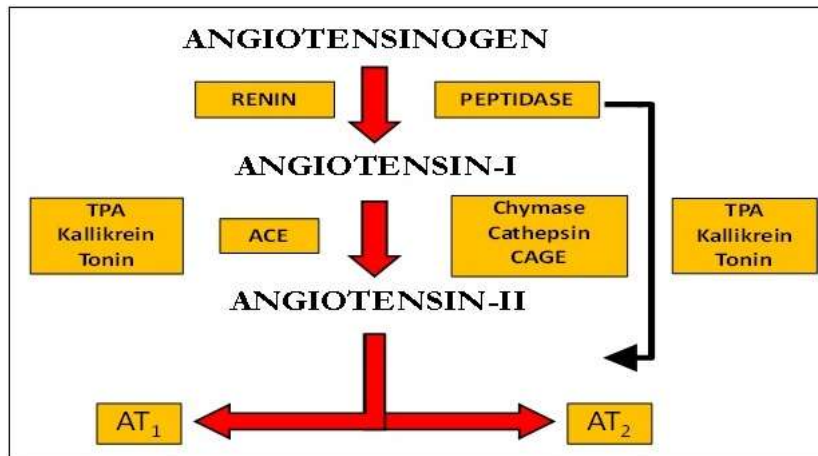 ANGIOTENSINOGEN
RENIN
PEPTIDASE
ANGIOTENSIN-I
TPA
Kallikrein
Tonin
ACE
Chymase
Cathepsin
CAGE
TPA
Kallikrein
Tonin
ANGIOTENSIN-II
AT₁
AT₂